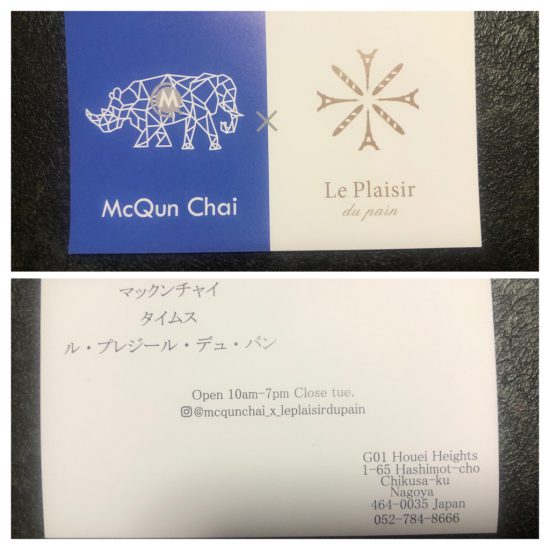 M
McQun Chai
×
Le Plaisir
du pain
マックンチャイ
タイムス
ル・プレジール・デュ・パン
Open 10am-7pm Close tue.
@mcqunchai_x_leplaisirdupain
G01 Houei Heights
1-65 Hashimot-cho
Chikusa-ku
Nagoya
464-0035 Japan
052-784-8666